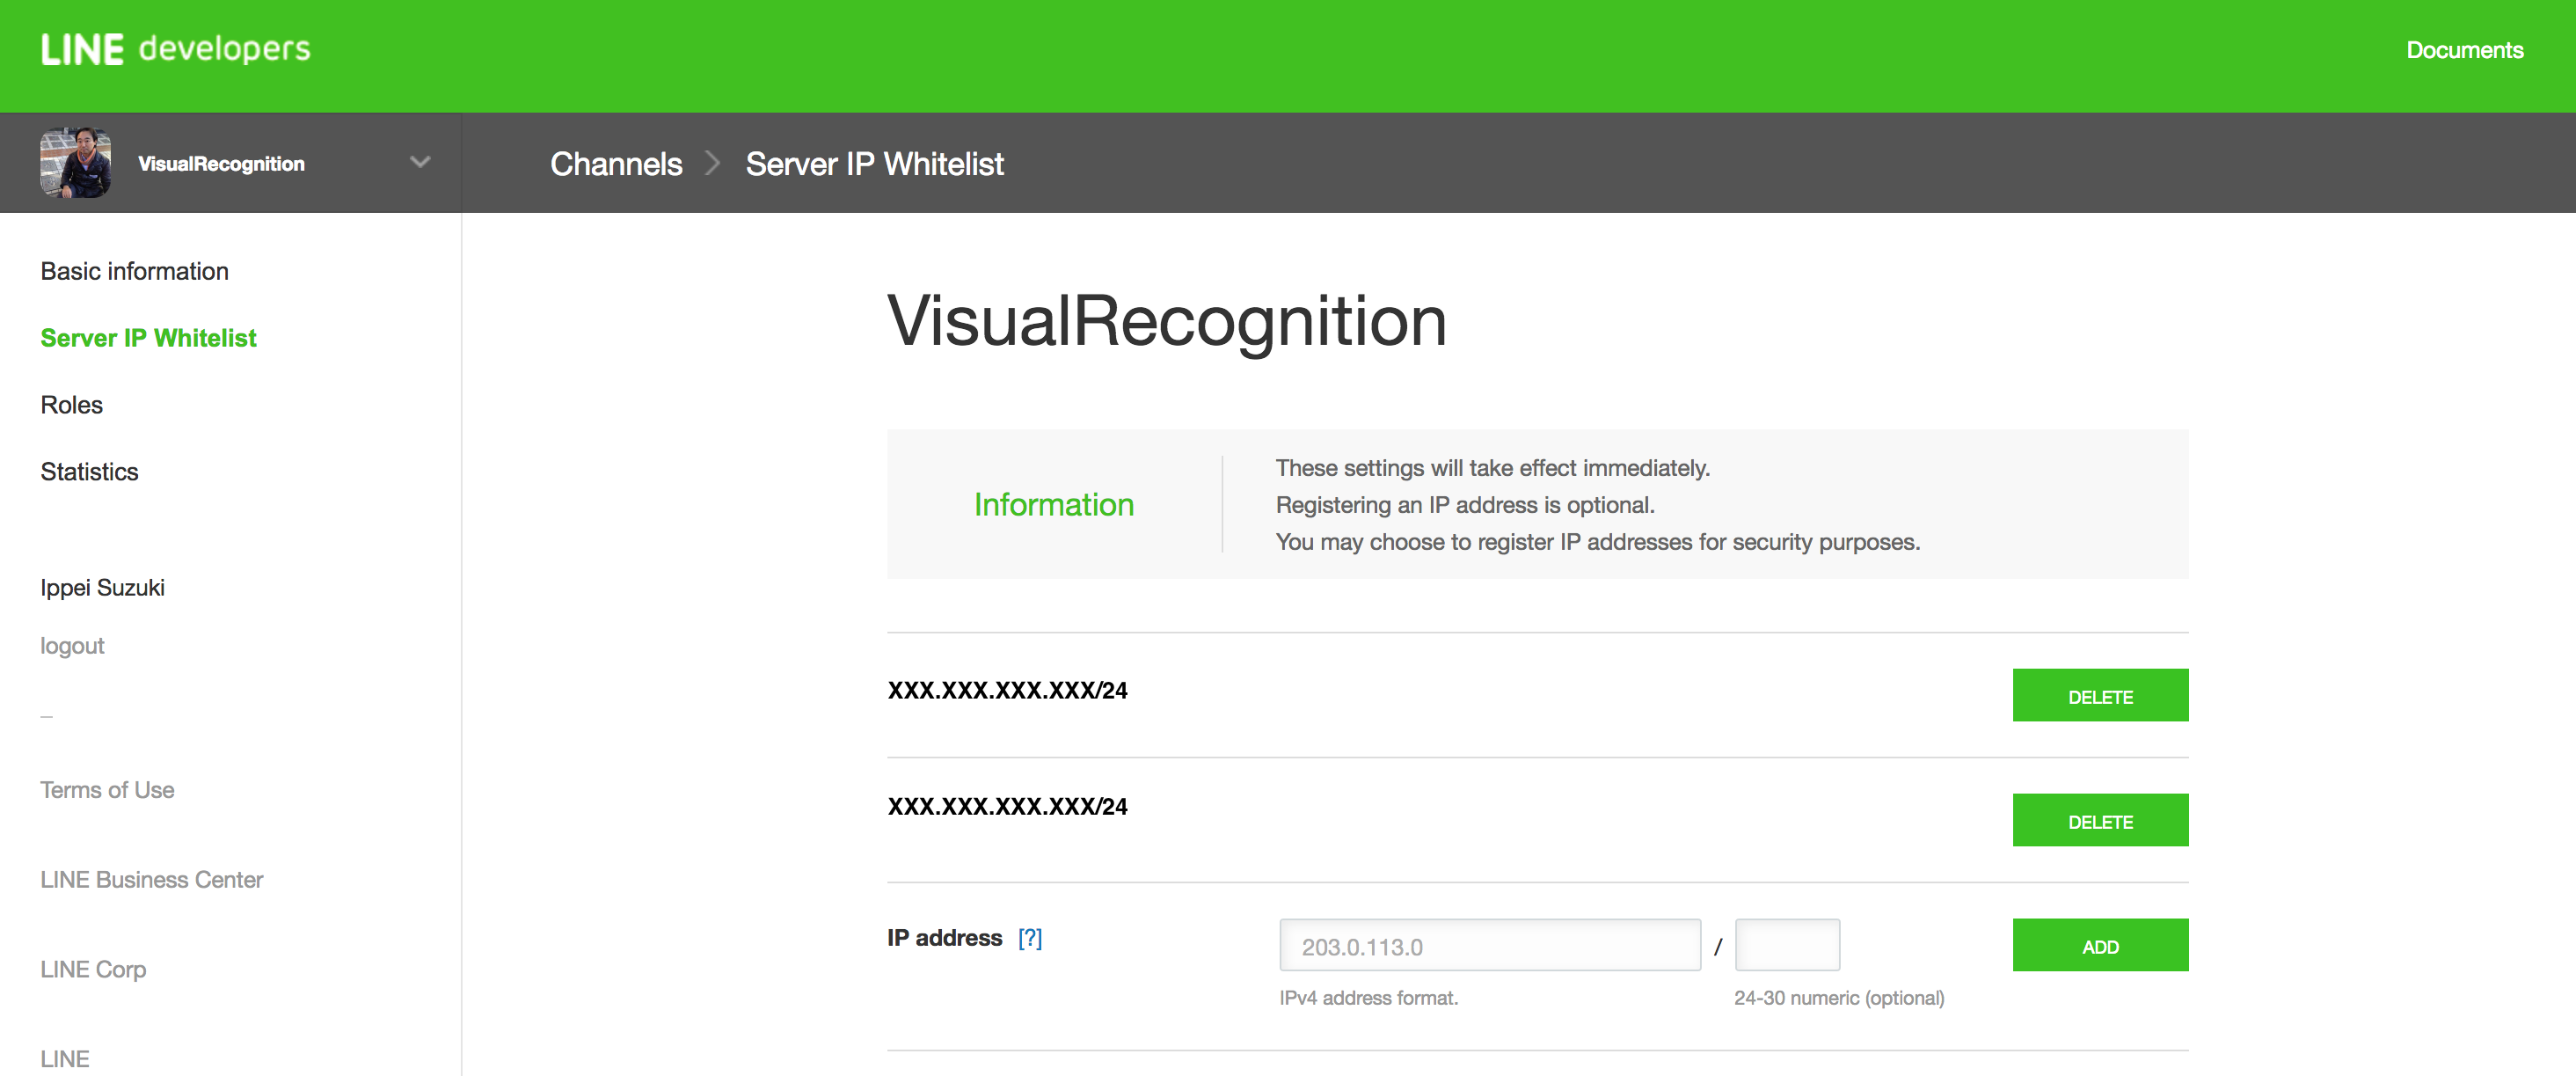 LINE developers
Documents
VisualRecognition
Channels
Server IP Whitelist
Basic information
Server IP Whitelist
Roles
Statistics
Ippei Suzuki
logout
–
Terms of Use
LINE Business Center
LINE Corp
LINE
VisualRecognition
Information
These settings will take effect immediately.
Registering an IP address is optional.
You may choose to register IP addresses for security purposes.
XXX.XXX.XXX.XXX/24
DELETE
XXX.XXX.XXX.XXX/24
DELETE
IP address [?]
203.0.113.0 /
ADD
IPv4 address format.
24-30 numeric (optional)